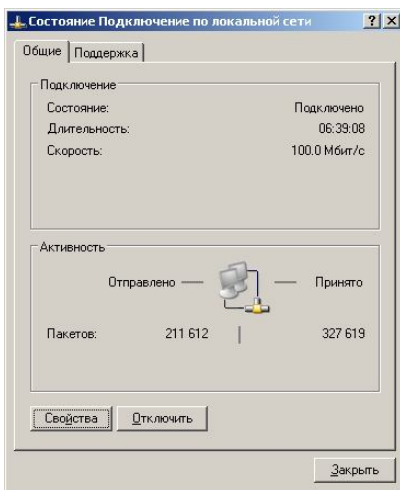 Состояние Подключение по локальной сети
Общие Поддержка
Подключение
Состояние: Подключено
Длительность: 06:39:08
Скорость: 100.0 Мбит/с
Активность
Отправлено — — Принято
Пакетов: 211 612 | 327 619
Свойства Отключить
Закрыть